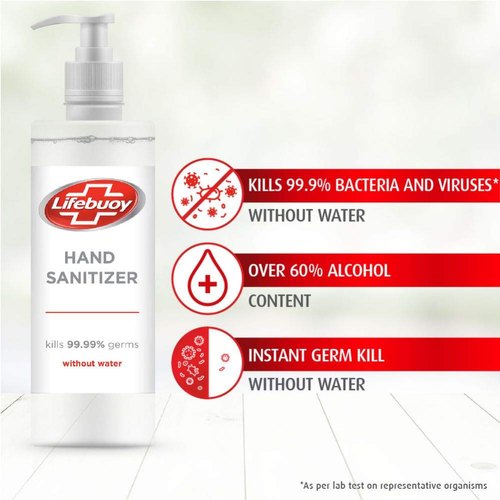 Lifebuoy
HAND
SANITIZER
kills 99.99% germs
without water
KILLS 99.9% BACTERIA AND VIRUSES*
WITHOUT WATER
OVER 60% ALCOHOL
CONTENT
INSTANT GERM KILL
WITHOUT WATER
*As per lab test on representative organisms